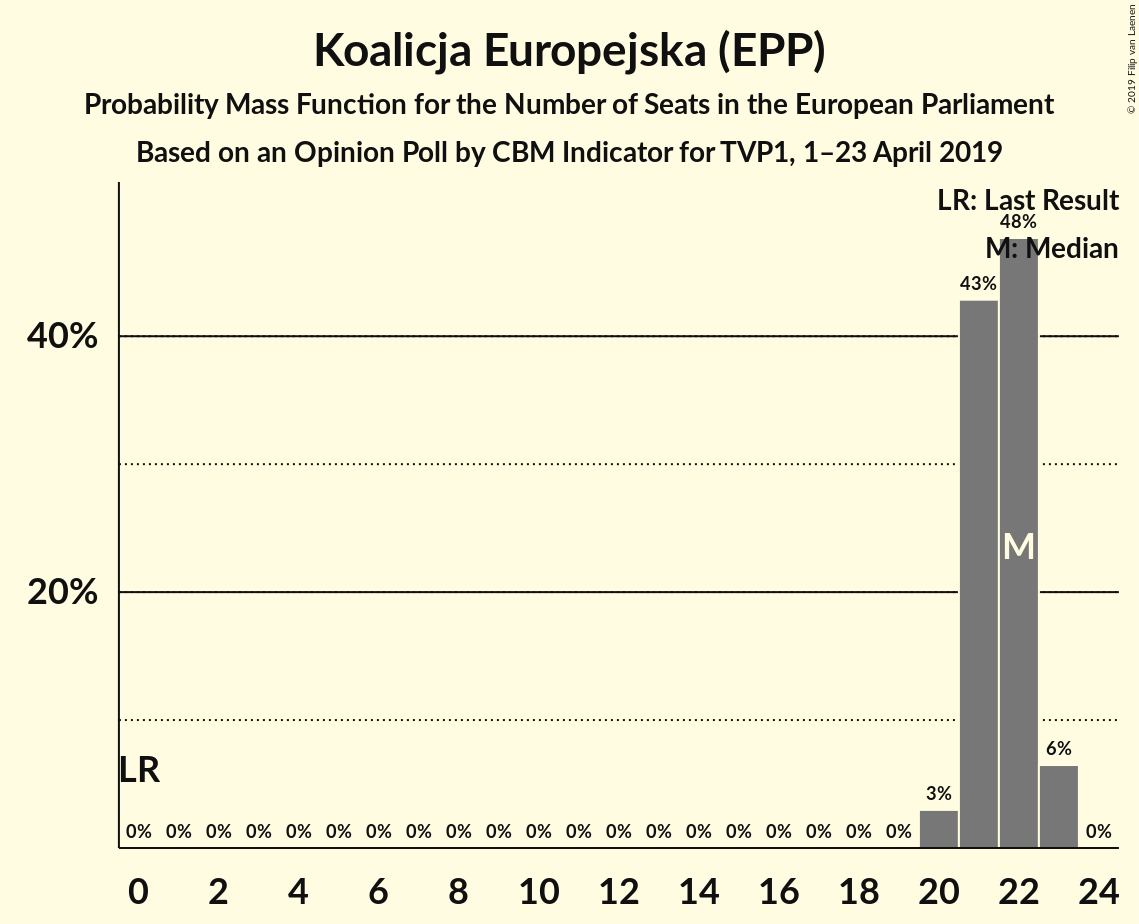 Koalicja Europejska (EPP)
Probability Mass Function for the Number of Seats in the European Parliament
Based on an Opinion Poll by CBM Indicator for TVP1, 1–23 April 2019
© 2019 Filip van Laenen
LR: Last Result
48%
M: Median
43%
40%
M
20%
LR
6%
3%
0% 0% 0% 0% 0% 0% 0% 0% 0% 0% 0% 0% 0% 0% 0% 0% 0% 0% 0% 0% 0%
0 2 4 6 8 10 12 14 16 18 20 22 24